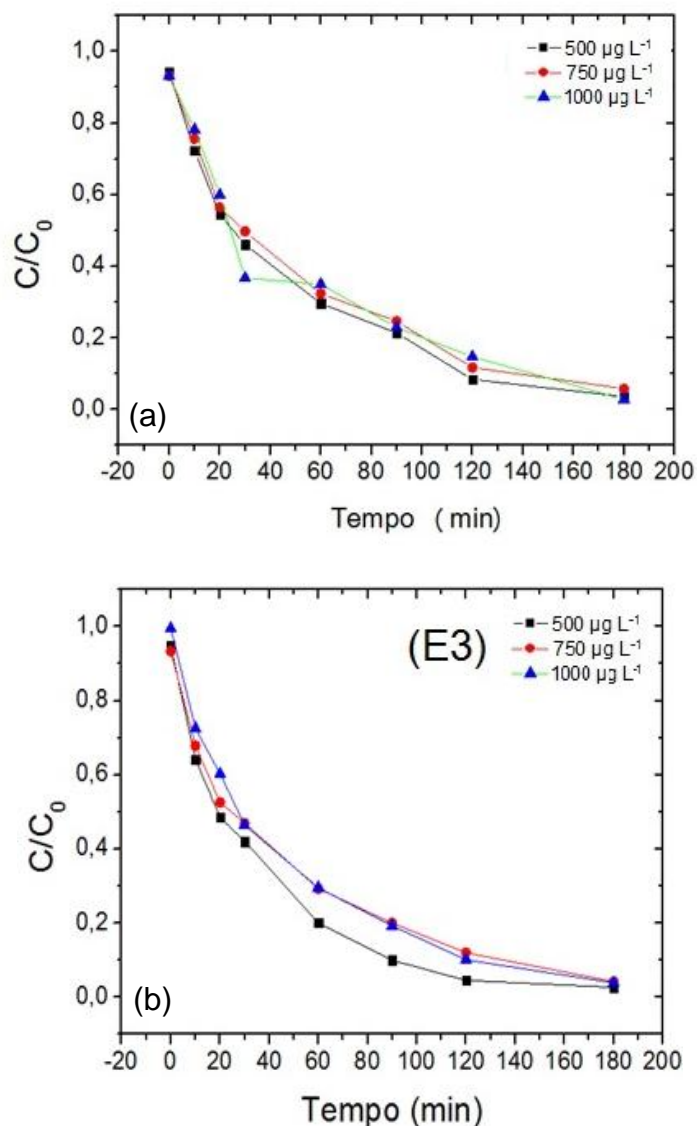 1,0
0,8
0,6
0,4
0,2
0,0
C/C₀
500 µg L⁻¹
750 µg L⁻¹
1000 µg L⁻¹
(a)
-20 0 20 40 60 80 100 120 140 160 180 200
Tempo ( min)
1,0
0,8
0,6
0,4
0,2
0,0
C/C₀
(E3)
500 µg L⁻¹
750 µg L⁻¹
1000 µg L⁻¹
(b)
-20 0 20 40 60 80 100 120 140 160 180 200
Tempo (min)